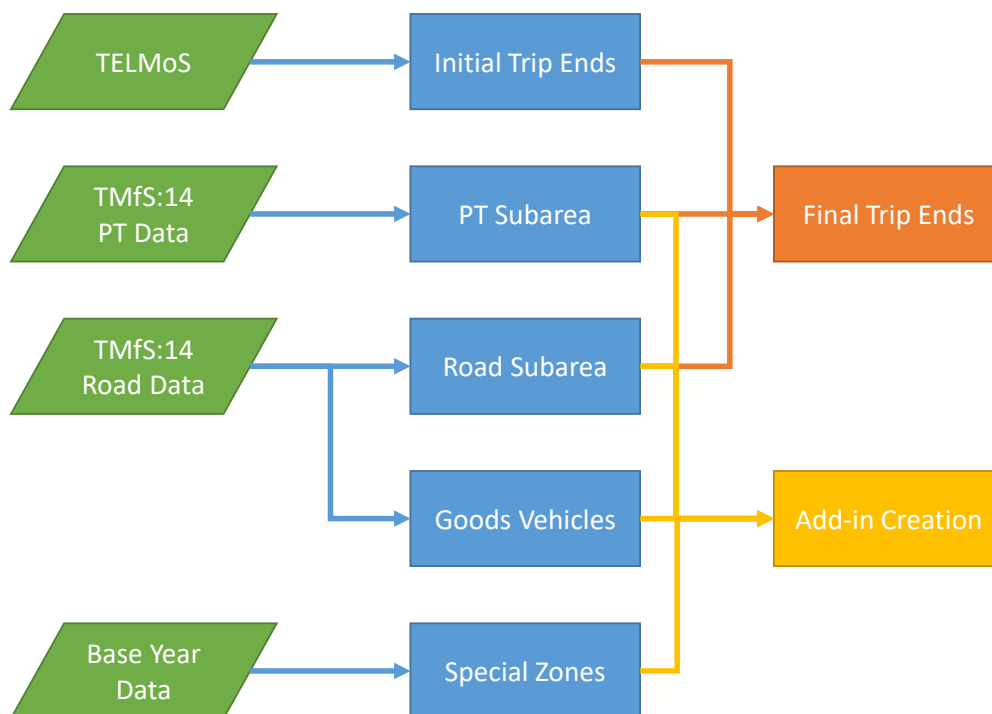 TELMoS
Initial Trip Ends
TMfS:14
PT Data
PT Subarea
Final Trip Ends
TMfS:14
Road Data
Road Subarea
Goods Vehicles
Add-in Creation
Base Year
Data
Special Zones